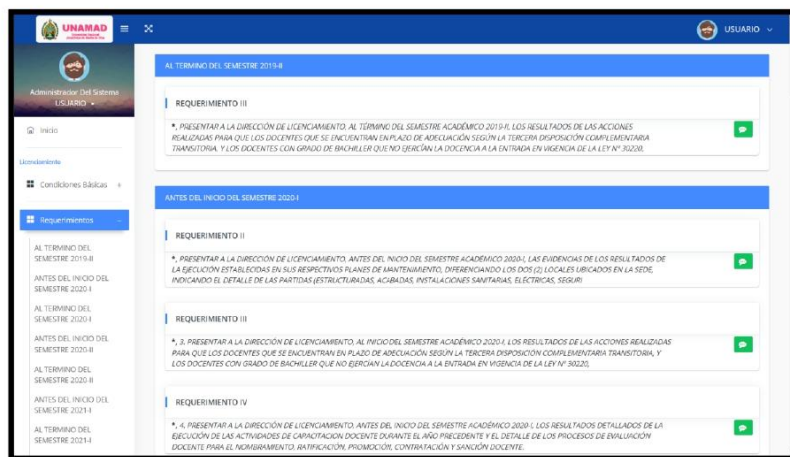 UNAMAD
USUARIO
Administrador Del Sistema
USUARIO
Inicio
Licenciamiento
Condiciones Básicas +
Requerimientos -
AL TERMINO DEL
SEMESTRE 2019-II
ANTES DEL INICIO DEL
SEMESTRE 2020-I
AL TERMINO DEL
SEMESTRE 2020-I
ANTES DEL INICIO DEL
SEMESTRE 2020-II
AL TERMINO DEL
SEMESTRE 2020-II
ANTES DEL INICIO DEL
SEMESTRE 2021-I
AL TERMINO DEL
SEMESTRE 2021-I
AL TERMINO DEL SEMESTRE 2019-II
REQUERIMIENTO III
*, PRESENTAR A LA DIRECCIÓN DE LICENCIAMIENTO, AL TÉRMINO DEL SEMESTRE ACADÉMICO 2019-II, LOS RESULTADOS DE LAS ACCIONES
REALIZADAS PARA QUE LOS DOCENTES QUE SE ENCUENTRAN EN PLAZO DE ADECUACIÓN SEGÚN LA TERCERA DISPOSICIÓN COMPLEMENTARIA
TRANSITORIA, Y LOS DOCENTES CON GRADO DE BACHILLER QUE NO EJERCÍAN LA DOCENCIA A LA ENTRADA EN VIGENCIA DE LA LEY N° 30220,
ANTES DEL INICIO DEL SEMESTRE 2020-I
REQUERIMIENTO II
*, PRESENTAR A LA DIRECCIÓN DE LICENCIAMIENTO, ANTES DEL INICIO DEL SEMESTRE ACADÉMICO 2020-I, LAS EVIDENCIAS DE LOS RESULTADOS DE
LA EJECUCIÓN ESTABLECIDAS EN SUS RESPECTIVOS PLANES DE MANTENIMIENTO, DIFERENCIANDO LOS DOS (2) LOCALES UBICADOS EN LA SEDE,
INDICANDO EL DETALLE DE LAS PARTIDAS (ESTRUCTURADAS, ACABADAS, INSTALACIONES SANITARIAS, ELÉCTRICAS, SEGURI
REQUERIMIENTO III
*, 3. PRESENTAR A LA DIRECCIÓN DE LICENCIAMIENTO, AL INICIO DEL SEMESTRE ACADÉMICO 2020-I, LOS RESULTADOS DE LAS ACCIONES REALIZADAS
PARA QUE LOS DOCENTES QUE SE ENCUENTRAN EN PLAZO DE ADECUACIÓN SEGÚN LA TERCERA DISPOSICIÓN COMPLEMENTARIA TRANSITORIA, Y
LOS DOCENTES CON GRADO DE BACHILLER QUE NO EJERCÍAN LA DOCENCIA A LA ENTRADA EN VIGENCIA DE LA LEY N° 30220,
REQUERIMIENTO IV
*, 4. PRESENTAR A LA DIRECCIÓN DE LICENCIAMIENTO, ANTES DEL INICIO DEL SEMESTRE ACADÉMICO 2020-I, LOS RESULTADOS DETALLADOS DE LA
EJECUCIÓN DE LAS ACTIVIDADES DE CAPACITACION DOCENTE DURANTE EL AÑO PRECEDENTE Y EL DETALLE DE LOS PROCESOS DE EVALUACIÓN
DOCENTE PARA EL NOMBRAMIENTO, RATIFICACIÓN, PROMOCIÓN, CONTRATACIÓN Y SANCIÓN DOCENTE.